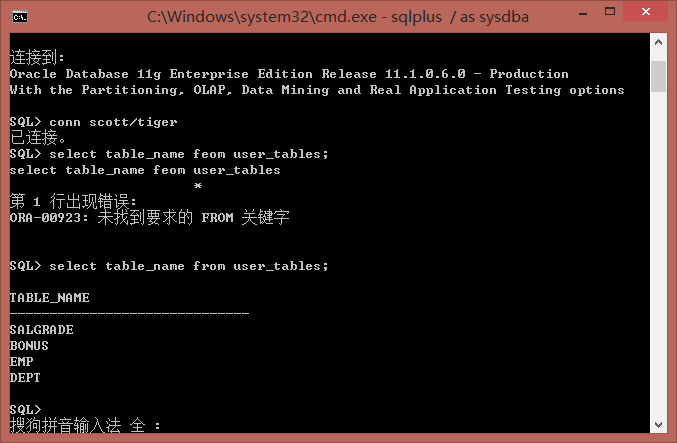 C:\Windows\system32\cmd.exe - sqlplus  / as sysdba
连接到:
Oracle Database 11g Enterprise Edition Release 11.1.0.6.0 - Production
With the Partitioning, OLAP, Data Mining and Real Application Testing options
SQL> conn scott/tiger
已连接。
SQL> select table_name feom user_tables;
select table_name feom user_tables
*
第 1 行出现错误:
ORA-00923: 未找到要求的 FROM 关键字
SQL> select table_name from user_tables;
TABLE_NAME
------------------------------
SALGRADE
BONUS
EMP
DEPT
SQL>
搜狗拼音输入法 全 :